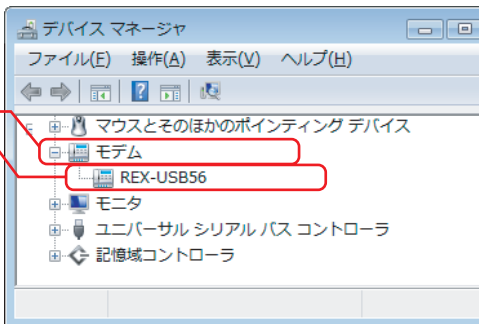 デバイス マネージャ
ファイル(F) 操作(A) 表示(V) ヘルプ(H)
マウスとそのほかのポインティング デバイス
モデム
REX-USB56
モニタ
ユニバーサル シリアル バス コントローラ
記憶域コントローラ